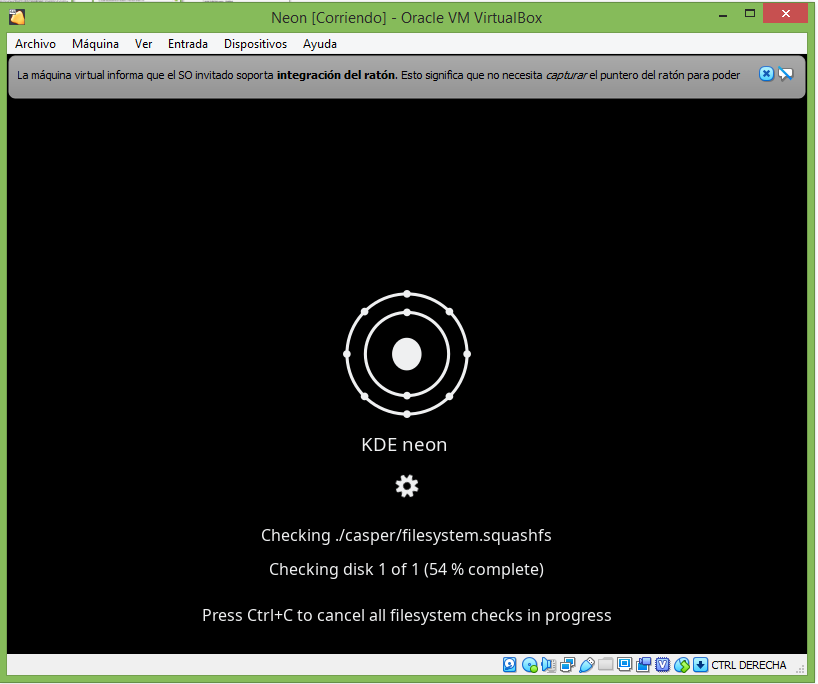 Neon [Corriendo] - Oracle VM VirtualBox
Archivo Máquina Ver Entrada Dispositivos Ayuda
La máquina virtual informa que el SO invitado soporta integración del ratón. Esto significa que no necesita capturar el puntero del ratón para poder
KDE neon
Checking ./casper/filesystem.squashfs
Checking disk 1 of 1 (54 % complete)
Press Ctrl+C to cancel all filesystem checks in progress
CTRL DERECHA